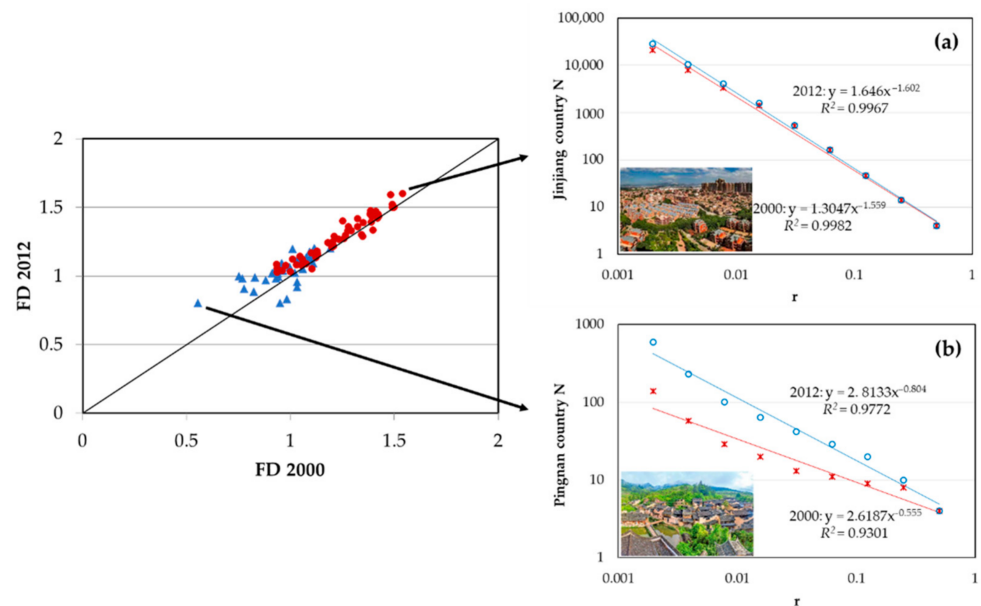 2
1.5
1
0.5
0
0
0.5
1
1.5
2
FD 2012
FD 2000
(a)
100,000
10,000
1000
100
10
1
0.001
0.01
0.1
1
Jinjiang country N
r
2012: y = 1.646x⁻¹·⁶⁰²
R² = 0.9967
2000: y = 1.3047x⁻¹·⁵⁵⁹
R² = 0.9982
(b)
1000
100
10
1
0.001
0.01
0.1
1
Pingnan country N
r
2012: y = 2.8133x⁻⁰·⁸⁰⁴
R² = 0.9772
2000: y = 2.6187x⁻⁰·⁵⁵⁵
R² = 0.9301